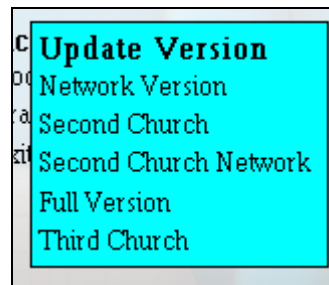 Update Version
Network Version
Second Church
Second Church Network
Full Version
Third Church